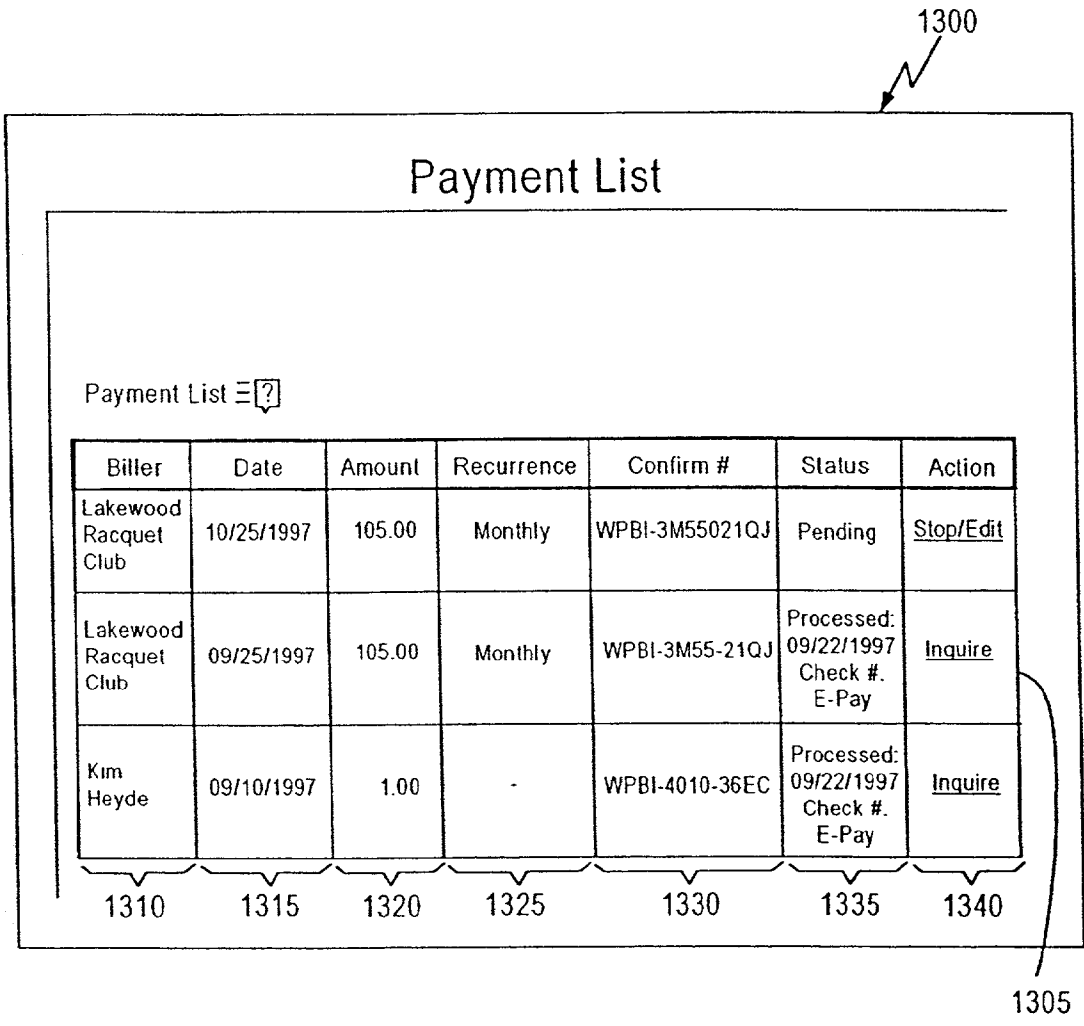 1300
Payment List
Payment List [?]
Biller Date Amount Recurrence Confirm # Status Action
Lakewood Racquet Club 10/25/1997 105.00 Monthly WPBI-3M55021QJ Pending Stop/Edit
Lakewood Racquet Club 09/25/1997 105.00 Monthly WPBI-3M55-21QJ Processed: 09/22/1997 Check #. E-Pay Inquire
Kim Heyde 09/10/1997 1.00 - WPBI-4010-36EC Processed: 09/22/1997 Check #. E-Pay Inquire
1310 1315 1320 1325 1330 1335 1340
1305